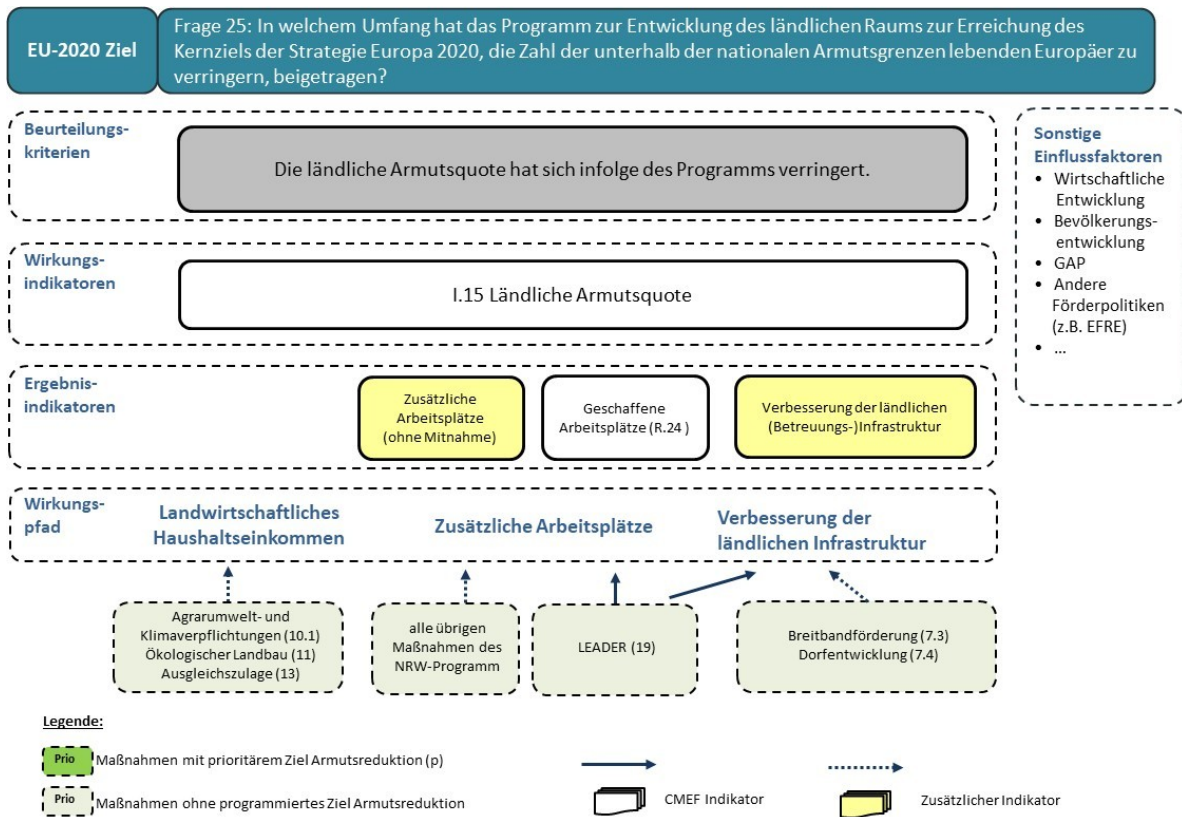 EU-2020 Ziel
Frage 25: In welchem Umfang hat das Programm zur Entwicklung des ländlichen Raums zur Erreichung des
Kernziels der Strategie Europa 2020, die Zahl der unterhalb der nationalen Armutsgrenzen lebenden Europäer zu
verringern, beigetragen?
Beurteilungs-
kriterien
Die ländliche Armutsquote hat sich infolge des Programms verringert.
Sonstige
Einflussfaktoren
• Wirtschaftliche
Entwicklung
• Bevölkerungs-
entwicklung
• GAP
• Andere
Förderpolitiken
(z.B. EFRE)
• ...
Wirkungs-
indikatoren
I.15 Ländliche Armutsquote
Ergebnis-
indikatoren
Zusätzliche
Arbeitsplätze
(ohne Mitnahme)
Geschaffene
Arbeitsplätze (R.24 )
Verbesserung der ländlichen
(Betreuungs-)Infrastruktur
Wirkungs-
pfad
Landwirtschaftliches
Haushaltseinkommen
Zusätzliche Arbeitsplätze
Verbesserung der
ländlichen Infrastruktur
Agrarumwelt- und
Klimaverpflichtungen (10.1)
Ökologischer Landbau (11)
Ausgleichszulage (13)
alle übrigen
Maßnahmen des
NRW-Programm
LEADER (19)
Breitbandförderung (7.3)
Dorfentwicklung (7.4)
Legende:
Prio Maßnahmen mit prioritärem Ziel Armutsreduktion (p)
Prio Maßnahmen ohne programmiertes Ziel Armutsreduktion
CMEF Indikator
Zusätzlicher Indikator